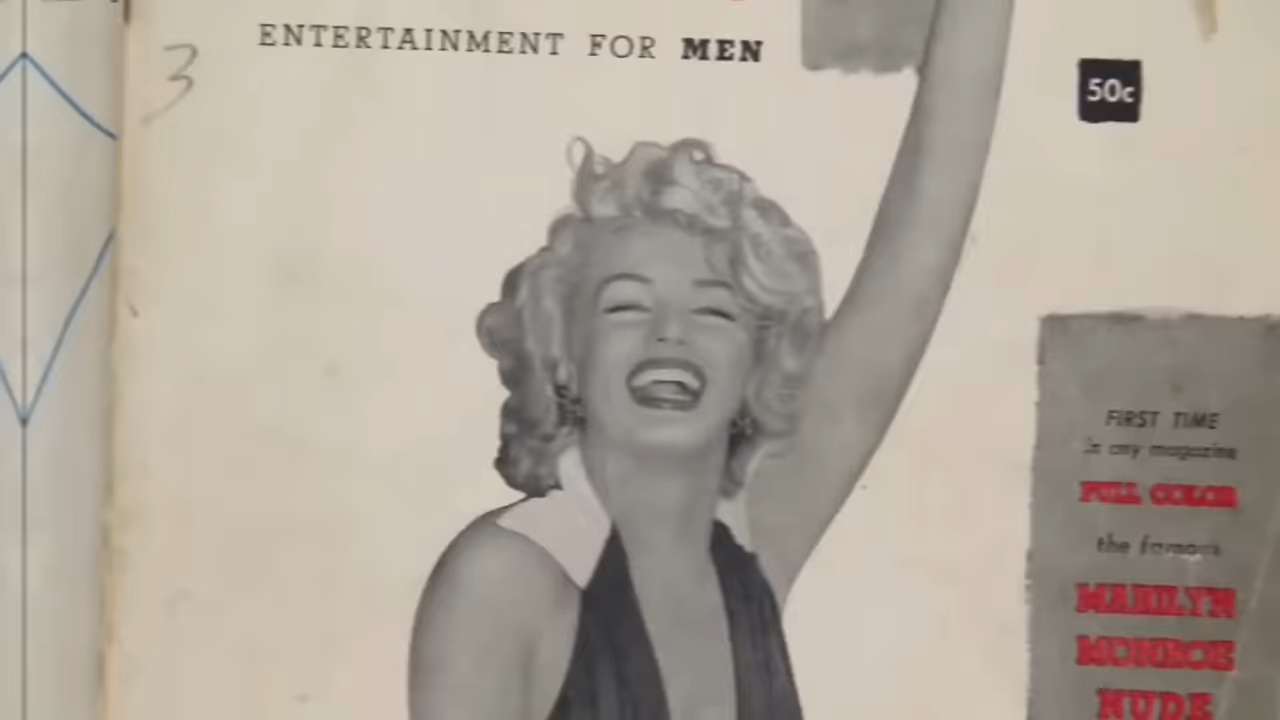 ENTERTAINMENT FOR MEN
3
50c
FIRST TIME
in any magazine
FULL COLOR
the famous
MARILYN
MONROE
NUDE